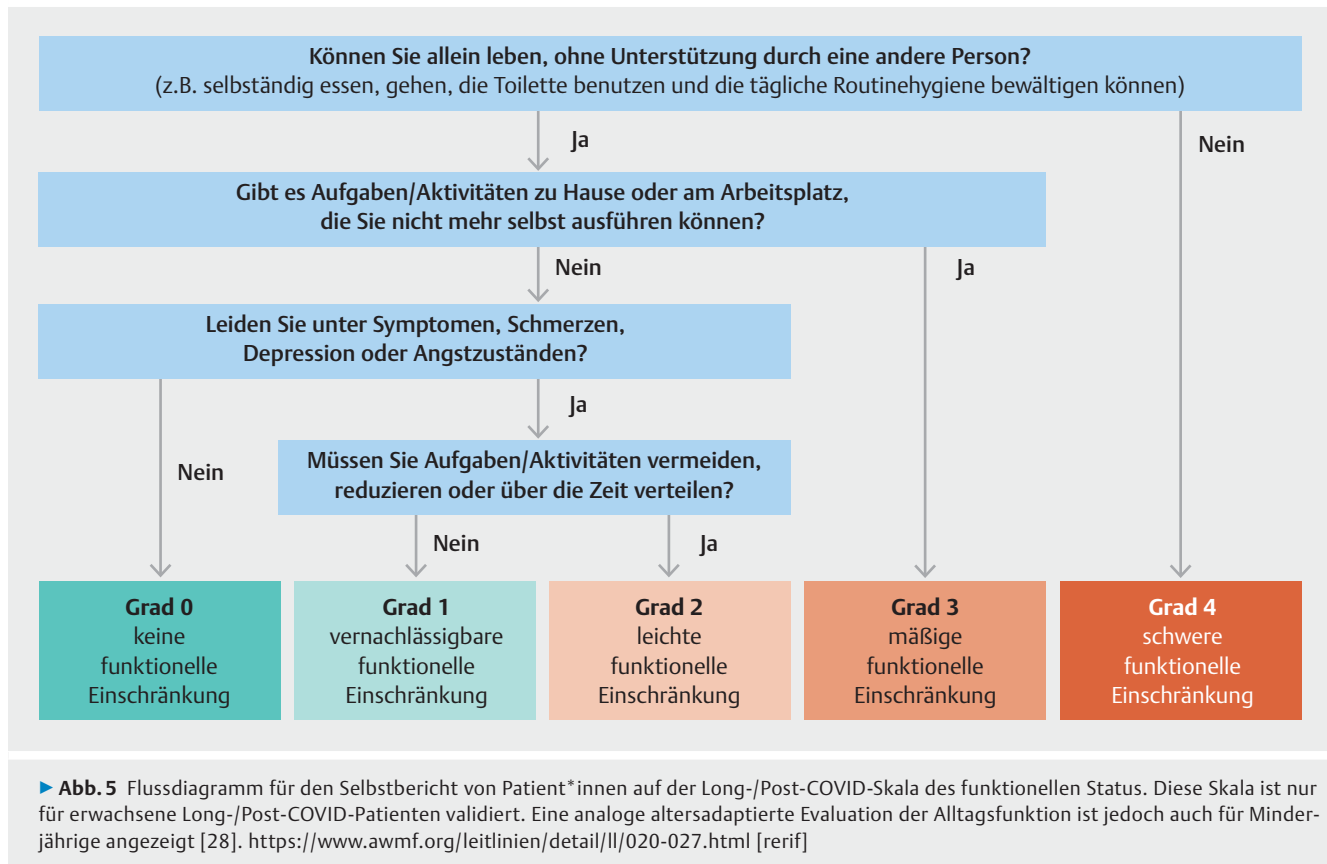 Können Sie allein leben, ohne Unterstützung durch eine andere Person?
(z.B. selbständig essen, gehen, die Toilette benutzen und die tägliche Routinehygiene bewältigen können)
Ja
Nein
Gibt es Aufgaben/Aktivitäten zu Hause oder am Arbeitsplatz,
die Sie nicht mehr selbst ausführen können?
Nein
Ja
Leiden Sie unter Symptomen, Schmerzen,
Depression oder Angstzuständen?
Ja
Nein
Müssen Sie Aufgaben/Aktivitäten vermeiden,
reduzieren oder über die Zeit verteilen?
Nein
Ja
Grad 0
keine
funktionelle
Einschränkung
Grad 1
vernachlässigbare
funktionelle
Einschränkung
Grad 2
leichte
funktionelle
Einschränkung
Grad 3
mäßige
funktionelle
Einschränkung
Grad 4
schwere
funktionelle
Einschränkung
▶ Abb. 5 Flussdiagramm für den Selbstbericht von Patient*innen auf der Long-/Post-COVID-Skala des funktionellen Status. Diese Skala ist nur
für erwachsene Long-/Post-COVID-Patienten validiert. Eine analoge altersadaptierte Evaluation der Alltagsfunktion ist jedoch auch für Minder-
jährige angezeigt [28]. https://www.awmf.org/leitlinien/detail/ll/020-027.html [rerif]